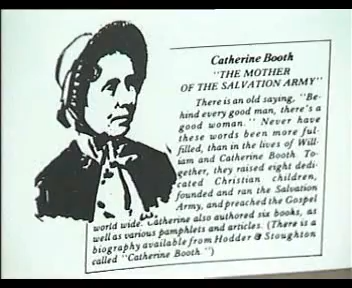 Catherine Booth
"THE MOTHER
OF THE SALVATION ARMY"
There is an old saying, "Be-
hind every good man, there's a
good woman." Never have
these words been more ful-
filled, than in the lives of Will-
iam and Catherine Booth. To-
gether, they raised eight dedi-
cated Christian children,
founded and ran the Salvation
Army, and preached the Gospel
world wide. Catherine also authored six books, as
well as various pamphlets and articles. (There is a
biography available from Hodder & Stoughton
called "Catherine Booth.")